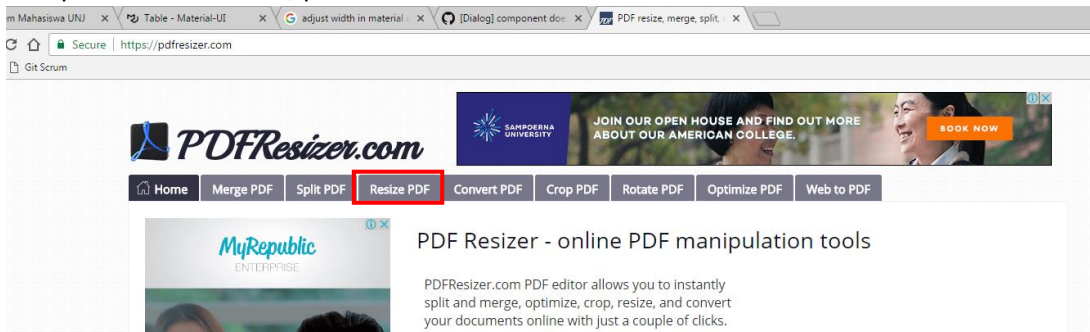 m Mahasiswa UNJ
Table - Material-UI
adjust width in material
[Dialog] component doe
PDF resize, merge, split,
Secure | https://pdfresizer.com
Git Scrum
SAMPOERNA UNIVERSITY
JOIN OUR OPEN HOUSE AND FIND OUT MORE
ABOUT OUR AMERICAN COLLEGE.
BOOK NOW
PDFResizer.com
Home Merge PDF Split PDF Resize PDF Convert PDF Crop PDF Rotate PDF Optimize PDF Web to PDF
MyRepublic
ENTERPRISE
PDF Resizer - online PDF manipulation tools
PDFResizer.com PDF editor allows you to instantly
split and merge, optimize, crop, resize, and convert
your documents online with just a couple of clicks.